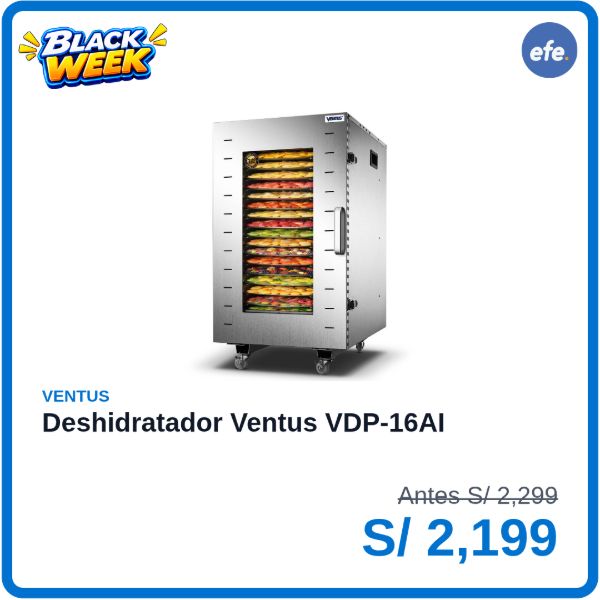 BLACK
WEEK
efe.
VENTUS
VENTUS
Deshidratador Ventus VDP-16AI
Antes S/ 2,299
S/ 2,199